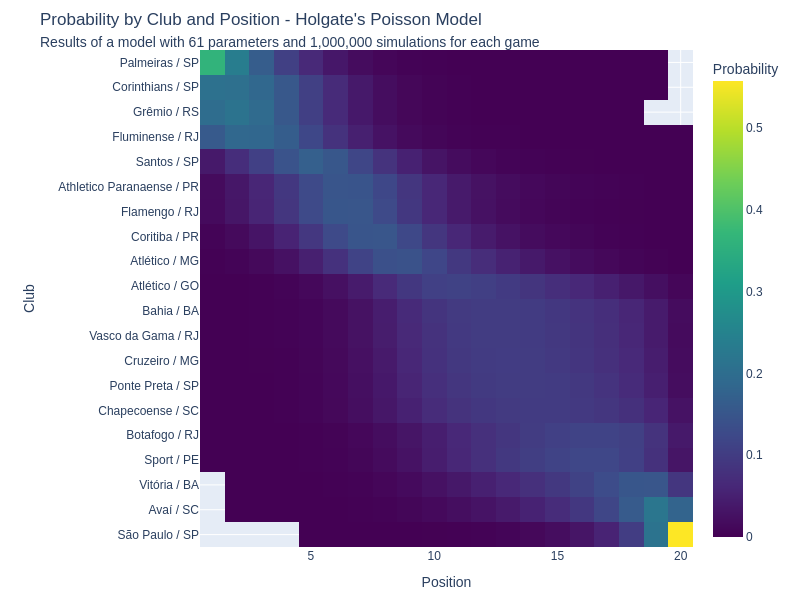 Probability by Club and Position - Holgate's Poisson Model
Results of a model with 61 parameters and 1,000,000 simulations for each game
Probability
Palmeiras / SP
Corinthians / SP
Grêmio / RS
Fluminense / RJ
Santos / SP
Athletico Paranaense / PR
Flamengo / RJ
Coritiba / PR
Atlético / MG
Atlético / GO
Bahia / BA
Vasco da Gama / RJ
Cruzeiro / MG
Ponte Preta / SP
Chapecoense / SC
Botafogo / RJ
Sport / PE
Vitória / BA
Avaí / SC
São Paulo / SP
Club
5
10
15
20
Position
0.5
0.4
0.3
0.2
0.1
0